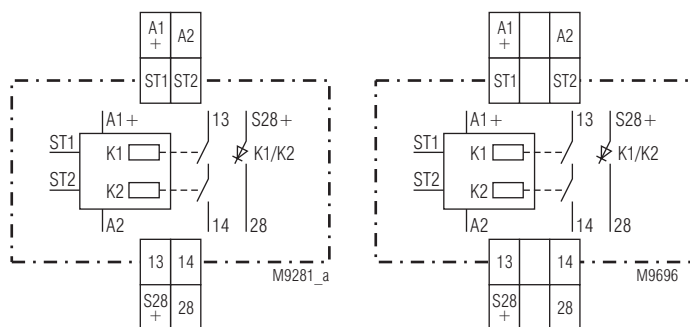 A1 + A2
ST1 ST2
A1 + 13 S28 +
ST1 K1 K1/K2
ST2 K2
A2 14 28
13 14
M9281_a
S28 + 28
A1 + A2
ST1 ST2
A1 + 13 S28 +
ST1 K1 K1/K2
ST2 K2
A2 14 28
13 14
M9696
S28 + 28